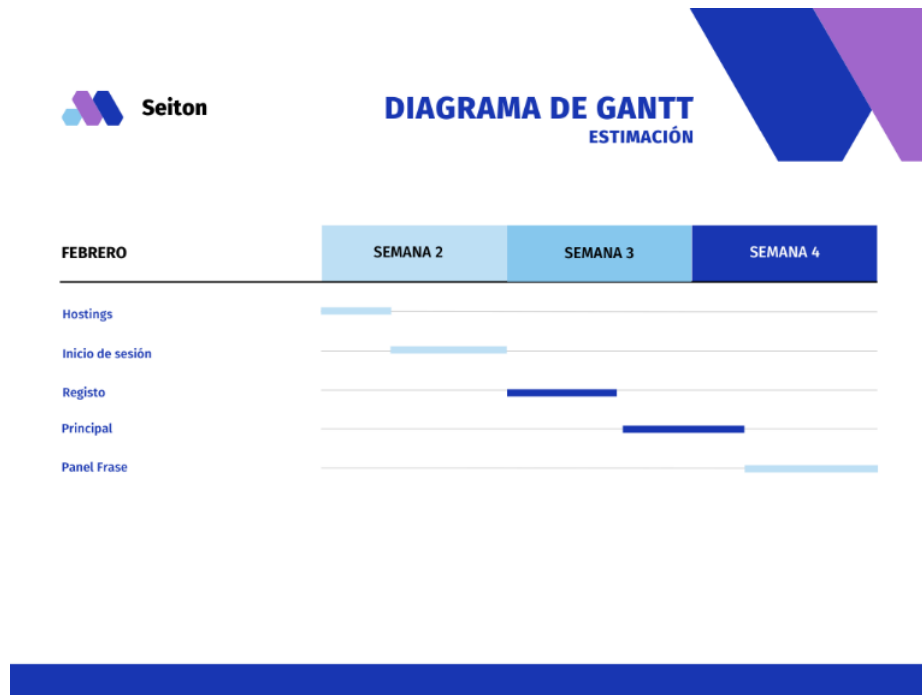 Seiton
DIAGRAMA DE GANTT
ESTIMACIÓN
FEBRERO
SEMANA 2
SEMANA 3
SEMANA 4
Hostings
Inicio de sesión
Registo
Principal
Panel Frase